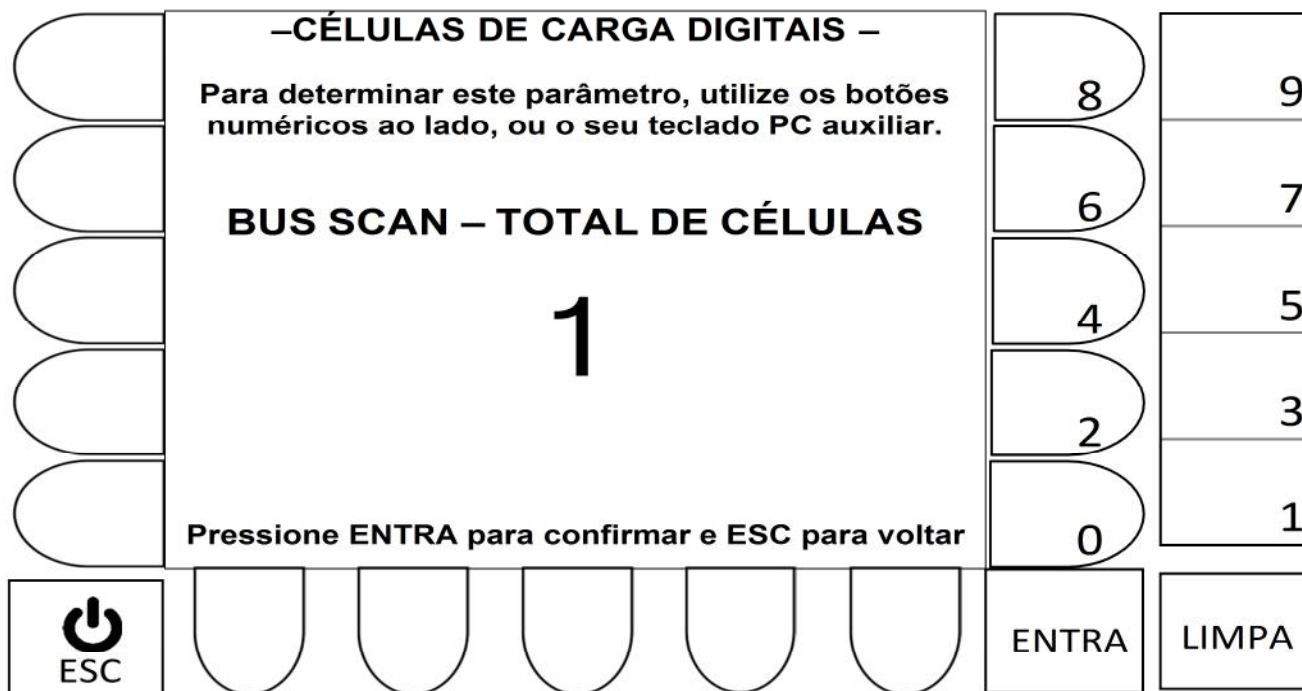 –CÉLULAS DE CARGA DIGITAIS –
Para determinar este parâmetro, utilize os botões
numéricos ao lado, ou o seu teclado PC auxiliar.
BUS SCAN – TOTAL DE CÉLULAS
1
Pressione ENTRA para confirmar e ESC para voltar
8
9
6
7
4
5
2
3
0
1
ESC
ENTRA
LIMPA